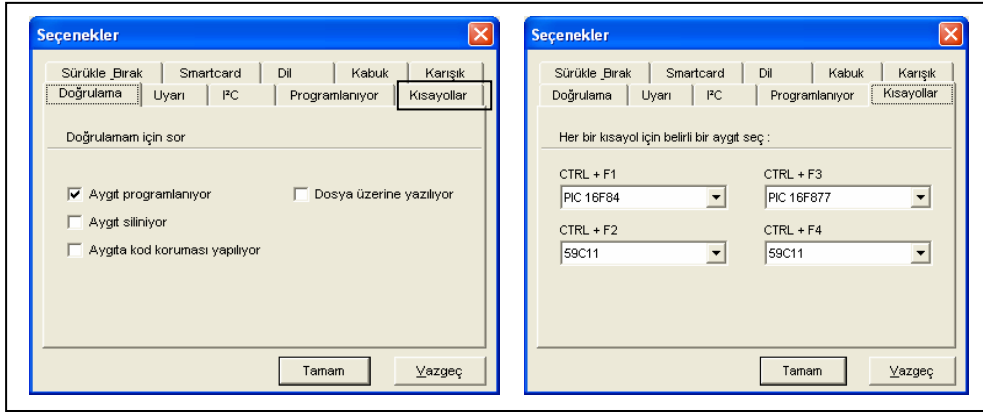 Seçenekler
Sürükle_Bırak Smartcard Dil Kabuk Karışık
Doğrulama Uyarı I²C Programlanıyor Kısayollar
Doğrulamam için sor
Aygıt programlanıyor Dosya üzerine yazılıyor
Aygıt siliniyor
Aygıta kod koruması yapılıyor
Tamam Vazgeç
Seçenekler
Sürükle_Bırak Smartcard Dil Kabuk Karışık
Doğrulama Uyarı I²C Programlanıyor Kısayollar
Her bir kısayol için belirli bir aygıt seç :
CTRL + F1 CTRL + F3
PIC 16F84 PIC 16F877
CTRL + F2 CTRL + F4
59C11 59C11
Tamam Vazgeç